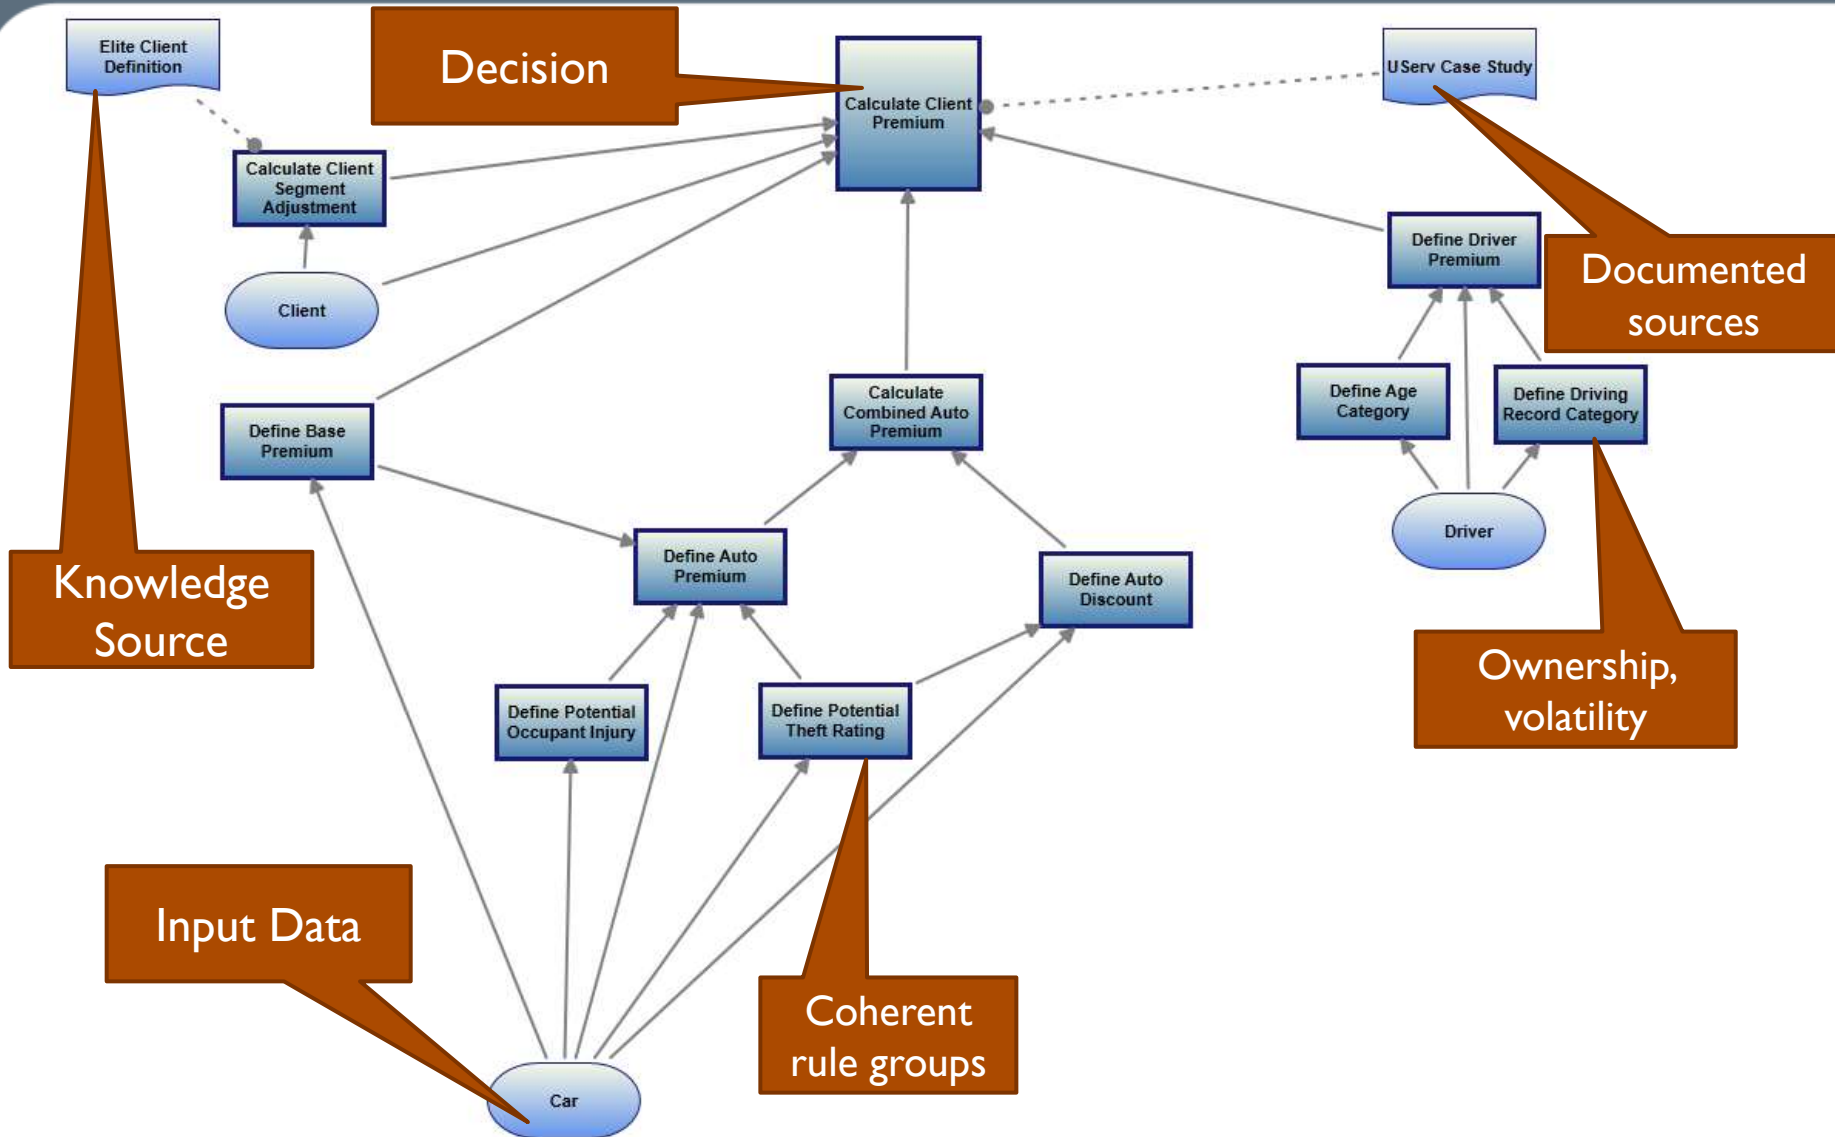 Elite Client
Definition
Decision
Calculate Client
Premium
UServ Case Study
Calculate Client
Segment
Adjustment
Define Driver
Premium
Documented
sources
Client
Define Base
Premium
Calculate
Combined Auto
Premium
Define Age
Category
Define Driving
Record Category
Driver
Knowledge
Source
Define Auto
Premium
Define Auto
Discount
Ownership,
volatility
Define Potential
Occupant Injury
Define Potential
Theft Rating
Input Data
Coherent
rule groups
Car